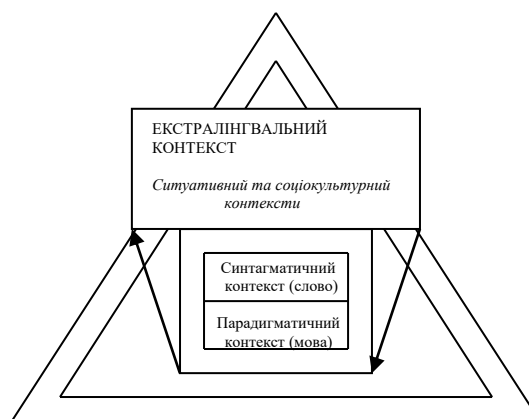 ЕКСТРАЛІНГВАЛЬНИЙ
КОНТЕКСТ
Ситуативний та соціокультурний
контексти
Синтагматичний
контекст (слово)
Парадигматичний
контекст (мова)